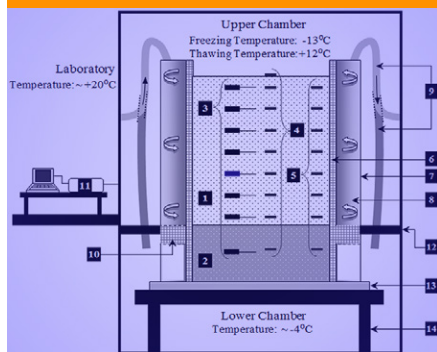 Upper Chamber
Freezing Temperature: -13°C
Thawing Temperature:+12°C
Laboratory
Temperature:~+20°C
3
4
9
5
6
11
7
1
8
10
2
12
13
Lower Chamber
Temperature: ~-4°C
14